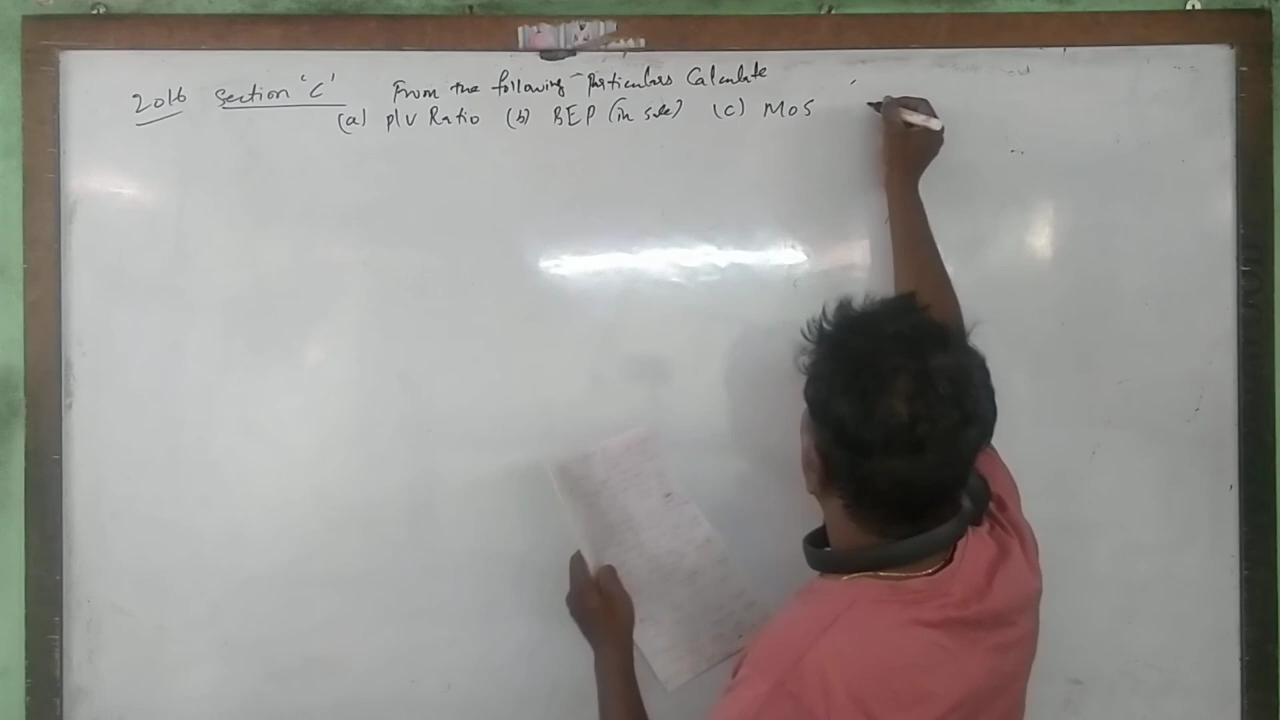 2016 Section 'C' From the following Particulars Calculate
(a) P/V Ratio (b) BEP (in sale) (c) MOS